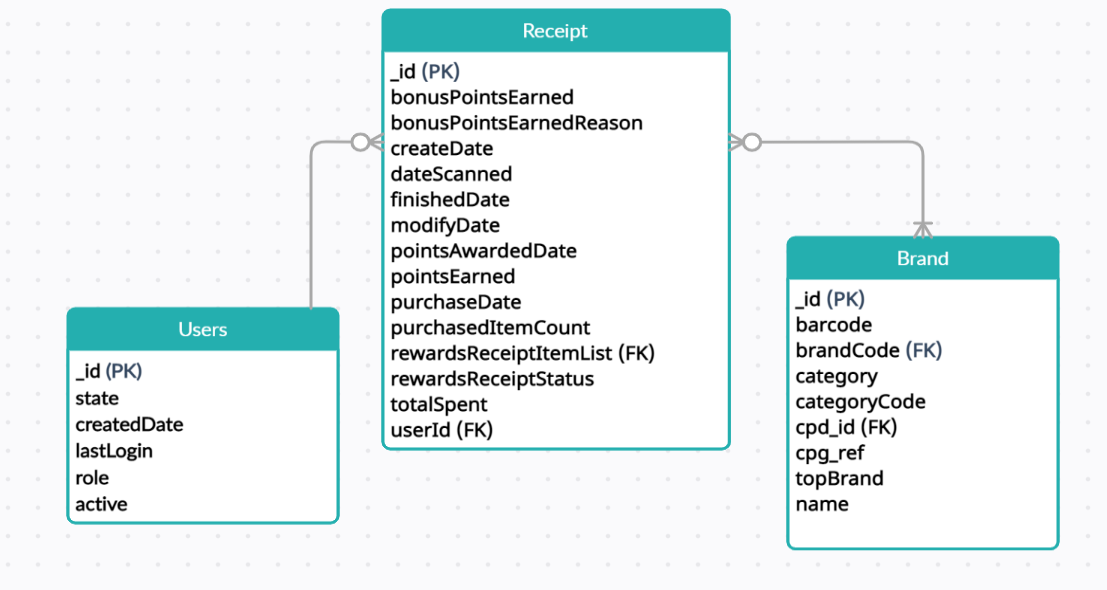 Receipt
_id (PK)
bonusPointsEarned
bonusPointsEarnedReason
createDate
dateScanned
finishedDate
modifyDate
pointsAwardedDate
pointsEarned
purchaseDate
purchasedItemCount
rewardsReceiptItemList (FK)
rewardsReceiptStatus
totalSpent
userId (FK)
Users
_id (PK)
state
createdDate
lastLogin
role
active
Brand
_id (PK)
barcode
brandCode (FK)
category
categoryCode
cpd_id (FK)
cpg_ref
topBrand
name